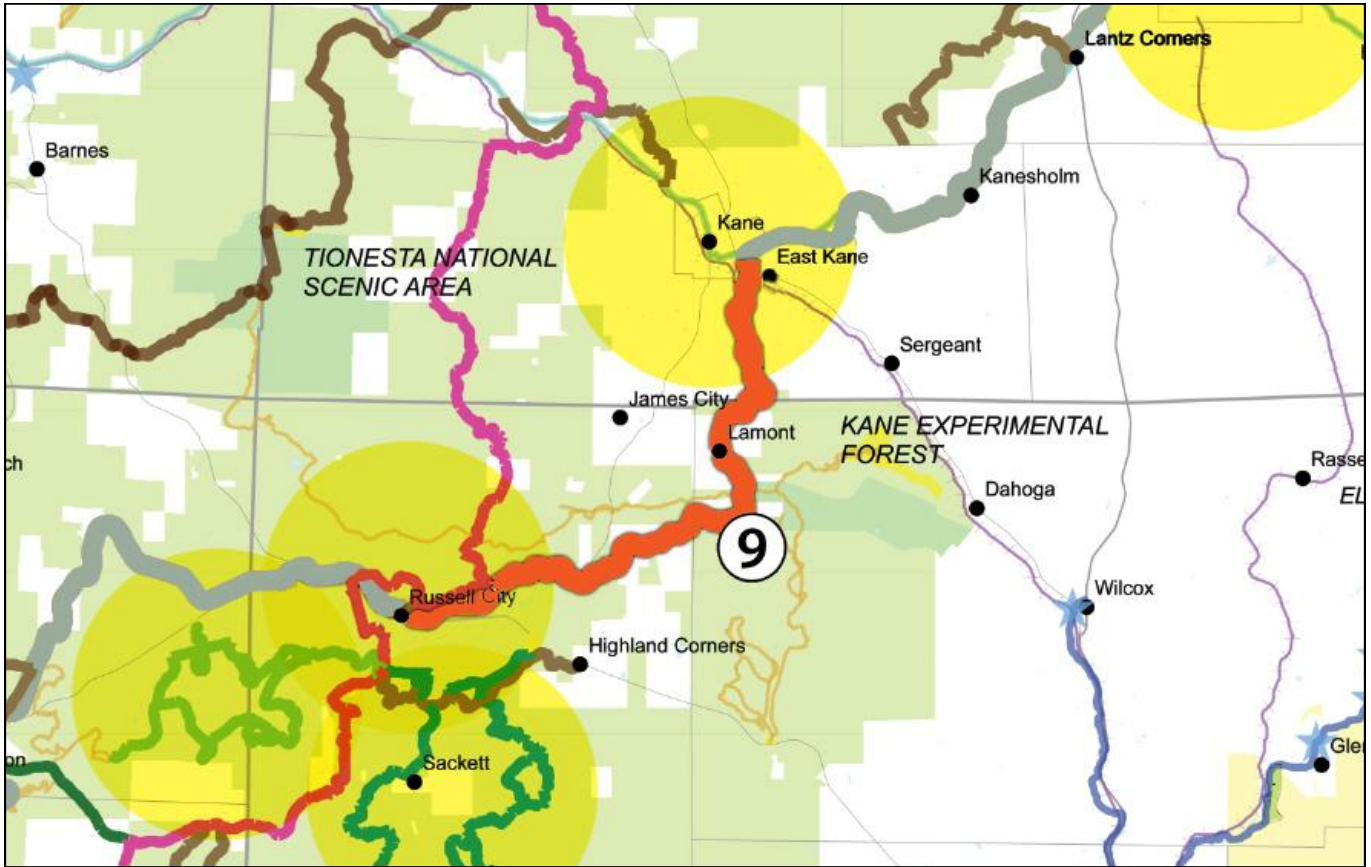 Lantz Corners
Barnes
Kanesholm
Kane
TIONESTA NATIONAL
SCENIC AREA
East Kane
Sergeant
James City
KANE EXPERIMENTAL
FOREST
Lamont
ch
Rasse
EL
Dahoga
9
Russell City
Wilcox
Highland Corners
on
Sackett
Glen